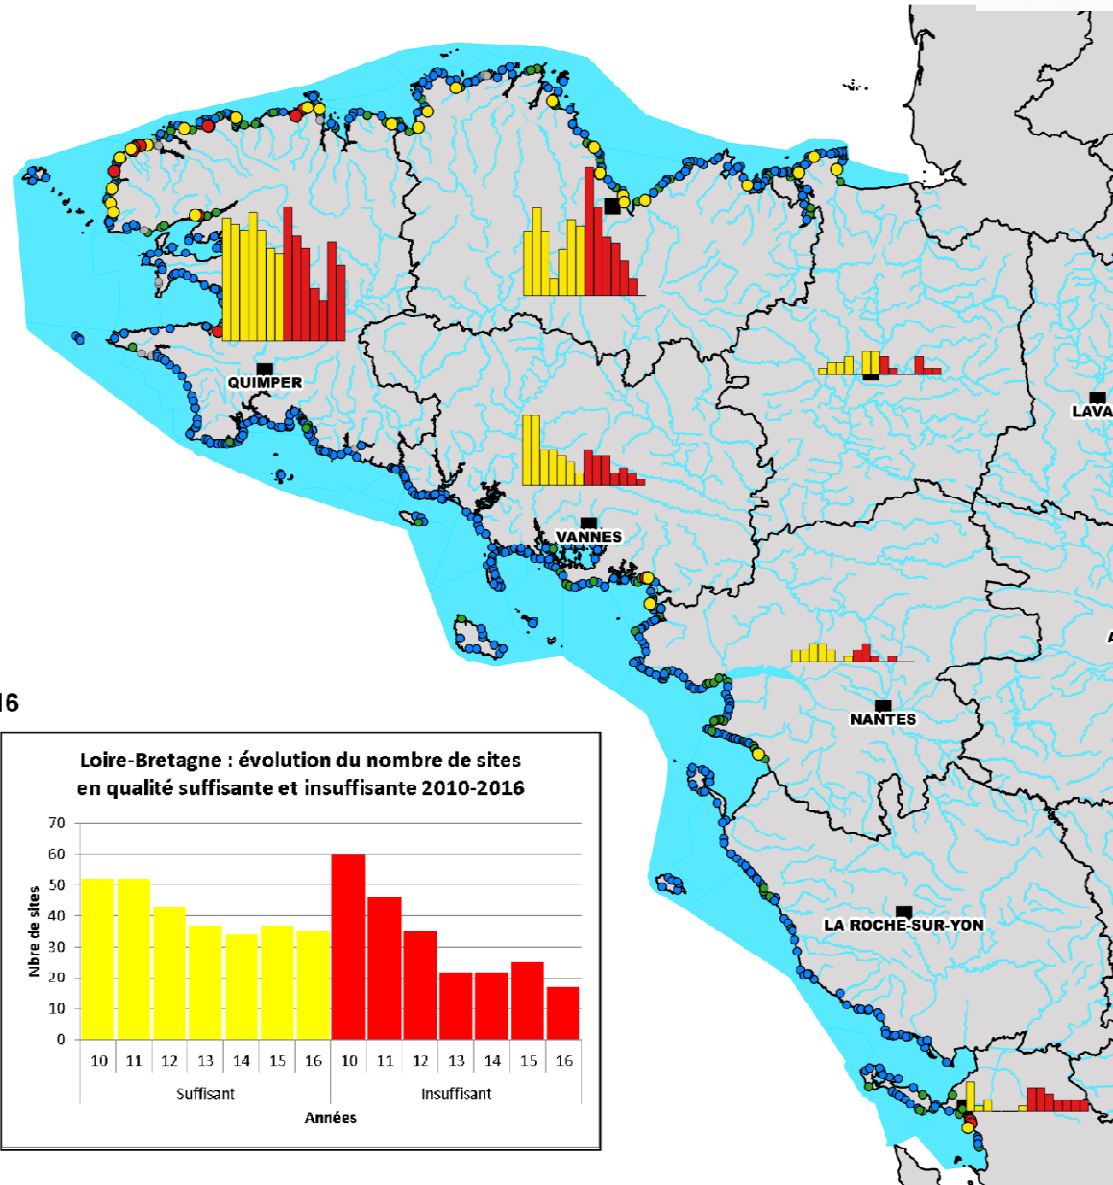 QUIMPER
LAVA
VANNES
A
NANTES
16
Loire-Bretagne : évolution du nombre de sites
en qualité suffisante et insuffisante 2010-2016
70
60
50
40
30
20
10
0
Nbre de sites
10 11 12 13 14 15 16 10 11 12 13 14 15 16
Suffisant Insuffisant
Années
LA ROCHE-SUR-YON